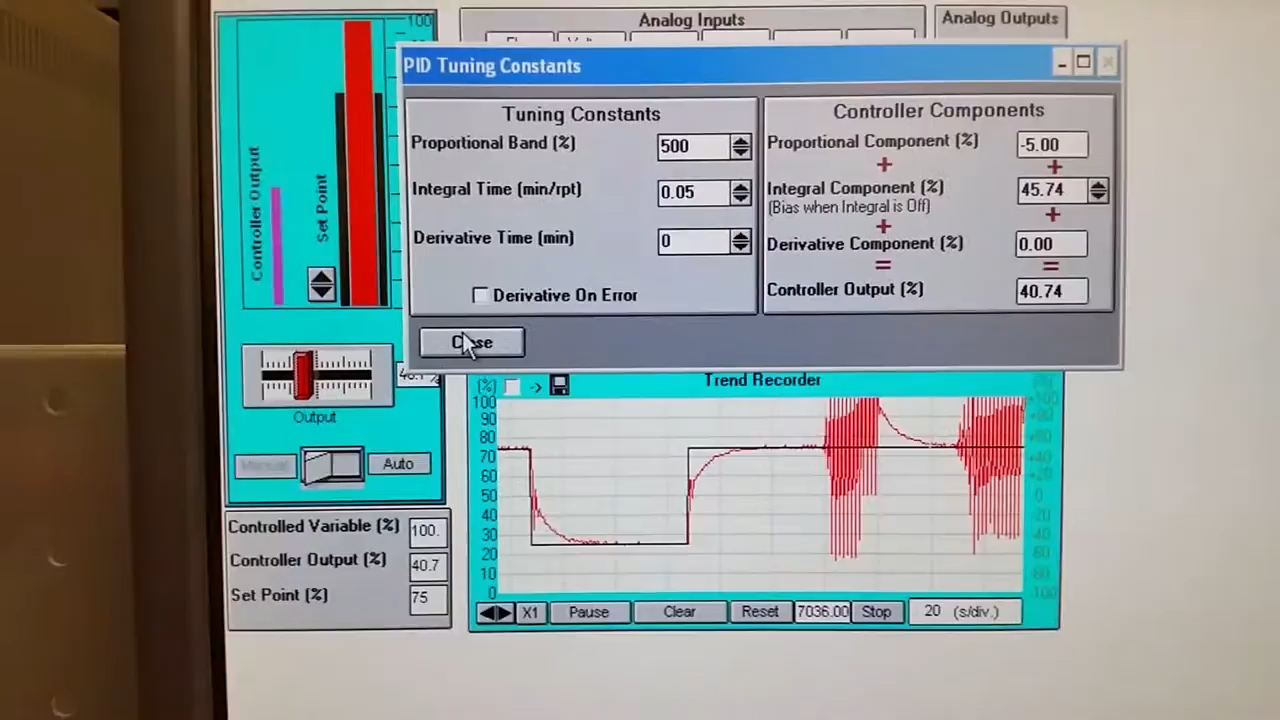 Analog Inputs
Analog Outputs
100
PID Tuning Constants
Tuning Constants
Proportional Band (%)
500
Integral Time (min/rpt)
0.05
Derivative Time (min)
0
Derivative On Error
Close
Controller Components
Proportional Component (%)
-5.00
+
+
Integral Component (%)
45.74
(Bias when Integral is Off)
+
+
Derivative Component (%)
0.00
=
=
Controller Output (%)
40.74
Controller Output
Set Point
Output
Manual
Auto
Controlled Variable (%)
100.
Controller Output (%)
40.7
Set Point (%)
75
(%)
->
Trend Recorder
100
90
80
70
60
50
40
30
20
10
0
X1
Pause
Clear
Reset
7036.00
Stop
20 (s/div.)